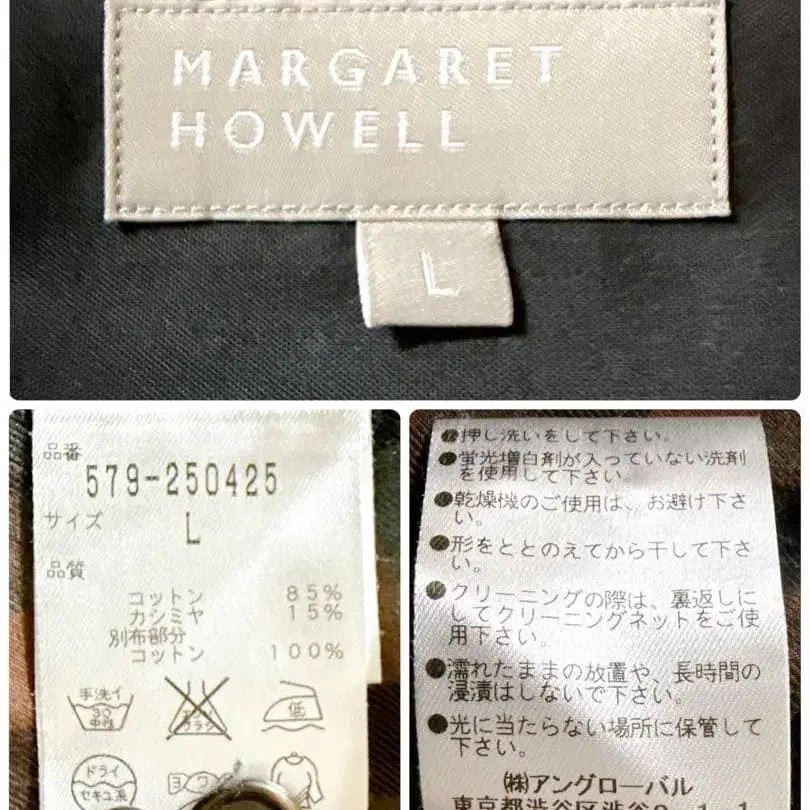 MARGARET
HOWELL
L
品番
579-250425
サイズ
L
品質
コットン 85%
カシミヤ 15%
別布部分
コットン 100%
手洗イ
30
中性
低
ドライ
セキユ系
●押し洗いをして下さい。
●蛍光増白剤が入っていない洗剤
を使用して下さい。
●乾燥機のご使用は、お避け下さ
い。
●形をととのえてから干して下さ
い。
●クリーニングの際は、裏返しに
してクリーニングネットをご使
用下さい。
●濡れたままの放置や、長時間の
浸漬はしないで下さい。
●光に当たらない場所に保管して
下さい。
㈱アングローバル
東京都渋谷区渋谷